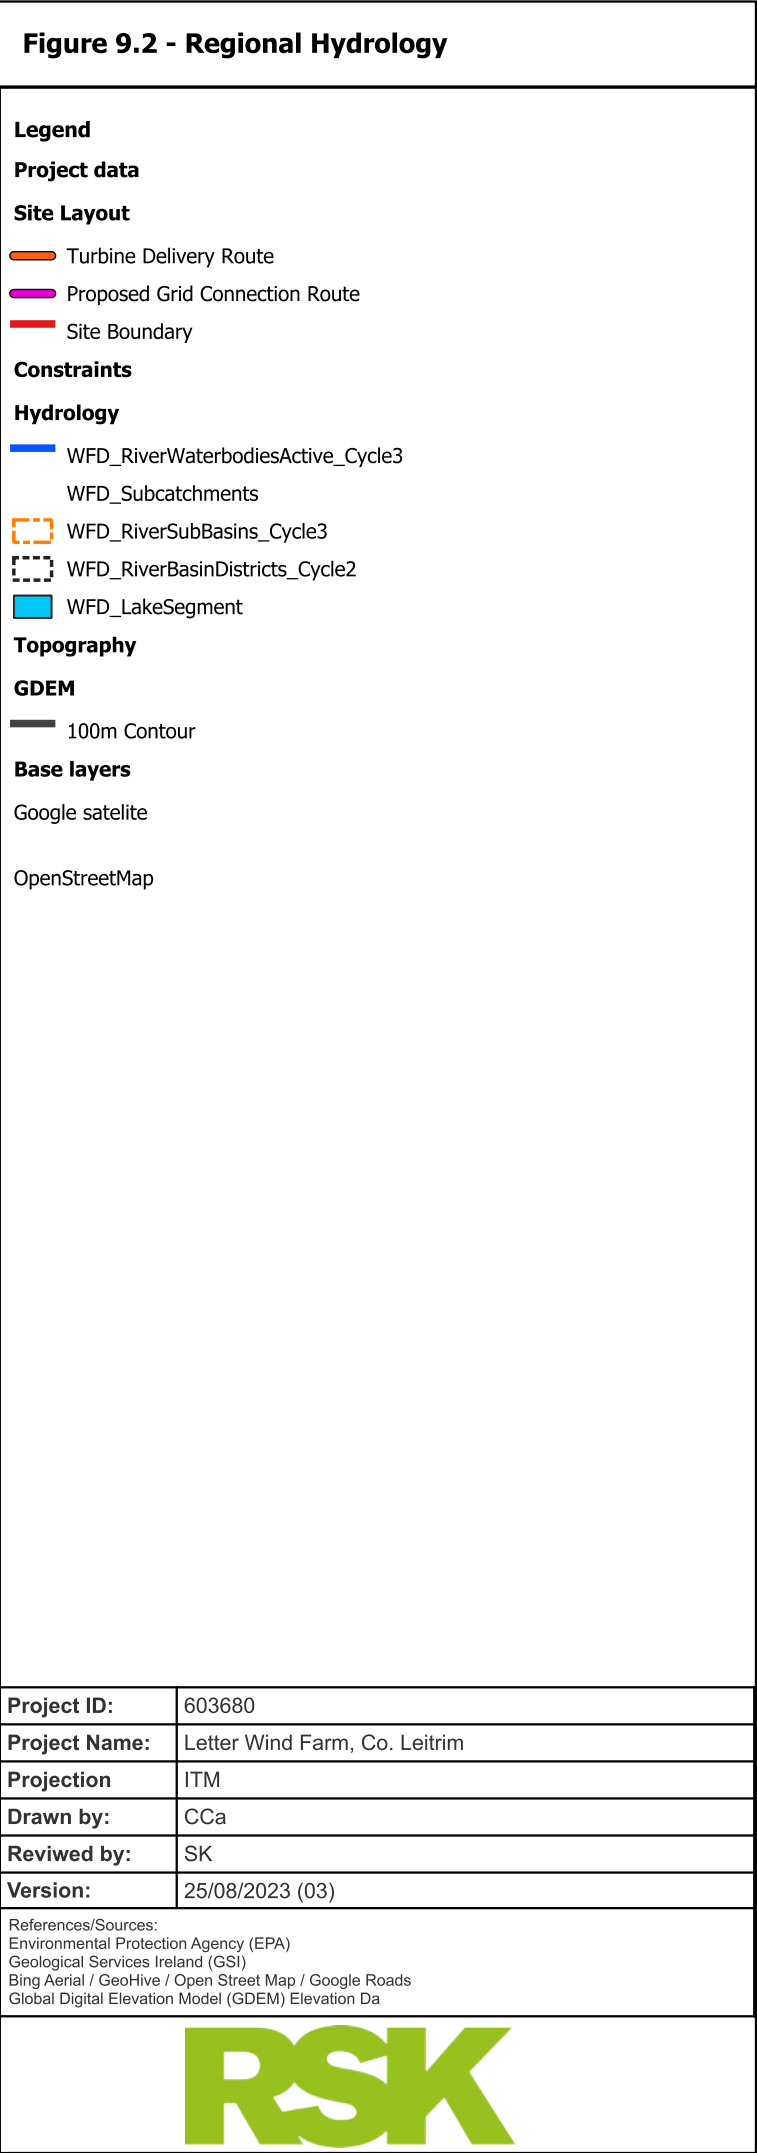 Figure 9.2 - Regional Hydrology
Legend
Project data
Site Layout
Turbine Delivery Route
Proposed Grid Connection Route
Site Boundary
Constraints
Hydrology
WFD_RiverWaterbodiesActive_Cycle3
WFD_Subcatchments
WFD_RiverSubBasins_Cycle3
WFD_RiverBasinDistricts_Cycle2
WFD_LakeSegment
Topography
GDEM
100m Contour
Base layers
Google satelite
OpenStreetMap
Project ID: 603680
Project Name: Letter Wind Farm, Co. Leitrim
Projection ITM
Drawn by: CCa
Reviwed by: SK
Version: 25/08/2023 (03)
References/Sources:
Environmental Protection Agency (EPA)
Geological Services Ireland (GSI)
Bing Aerial / GeoHive / Open Street Map / Google Roads
Global Digital Elevation Model (GDEM) Elevation Da
RSK